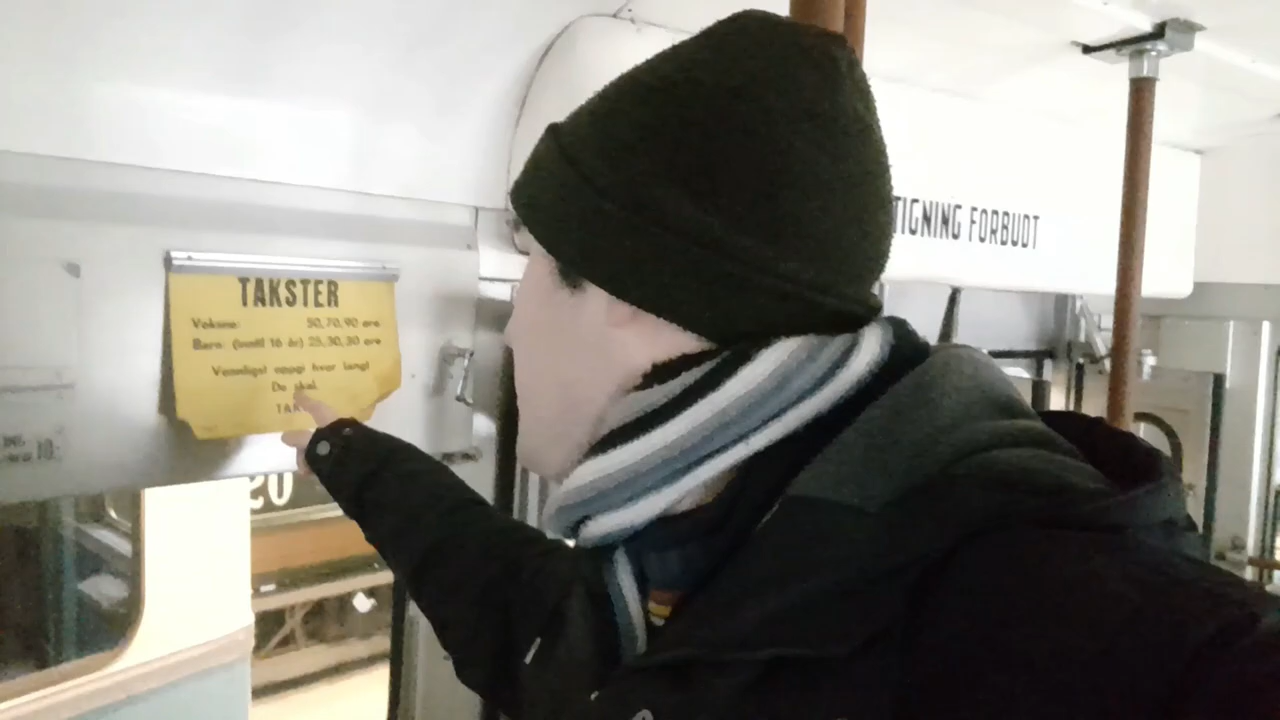 TAKSTER
Voksne: 50, 70, 90 øre
Barn: (inntil 16 år) 25, 30, 30 øre
Vennligst oppgi hvor langt
De skal.
20
TIGNING FORBUDT